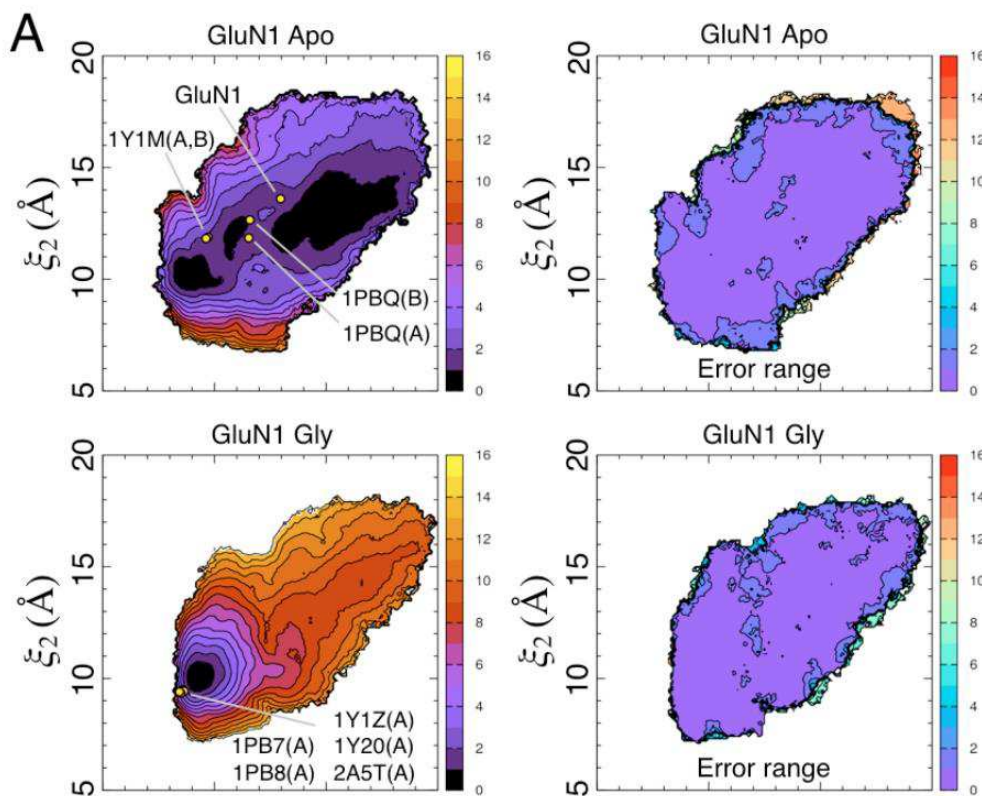 A
GluN1 Apo
GluN1 Apo
20
15
10
5
ξ2 (Å)
GluN1
1Y1M(A,B)
1PBQ(B)
1PBQ(A)
16
14
12
10
8
6
4
2
0
20
15
10
5
ξ2 (Å)
Error range
16
14
12
10
8
6
4
2
0
GluN1 Gly
GluN1 Gly
20
15
10
5
ξ2 (Å)
1Y1Z(A)
1PB7(A) 1Y20(A)
1PB8(A) 2A5T(A)
16
14
12
10
8
6
4
2
0
20
15
10
5
ξ2 (Å)
Error range
16
14
12
10
8
6
4
2
0